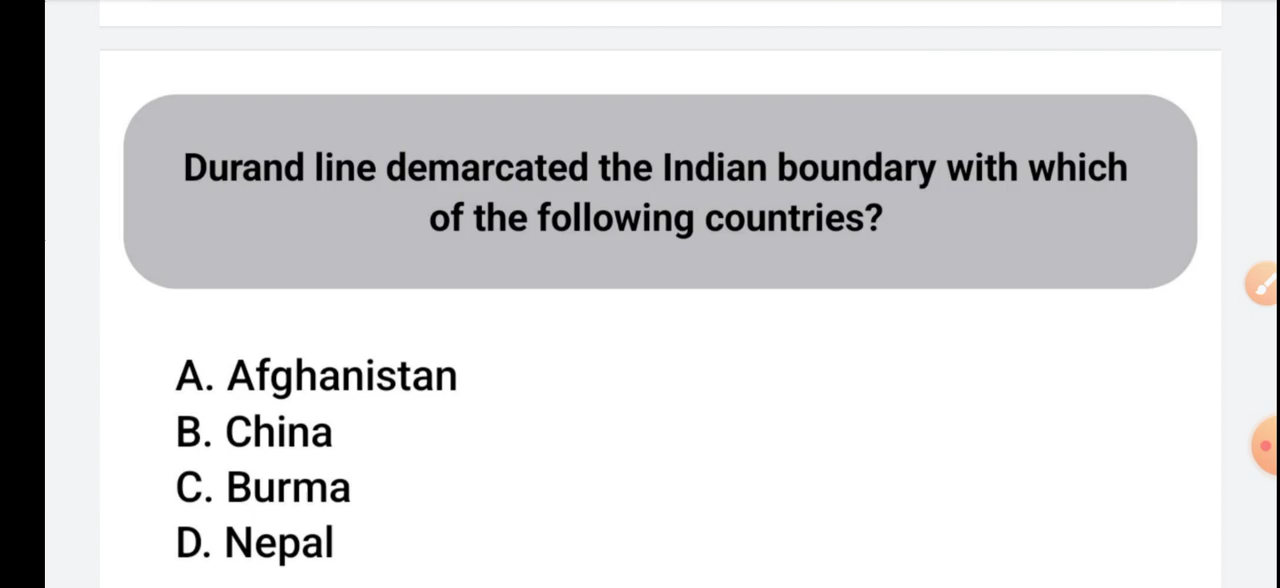 Durand line demarcated the Indian boundary with which
of the following countries?
A. Afghanistan
B. China
C. Burma
D. Nepal